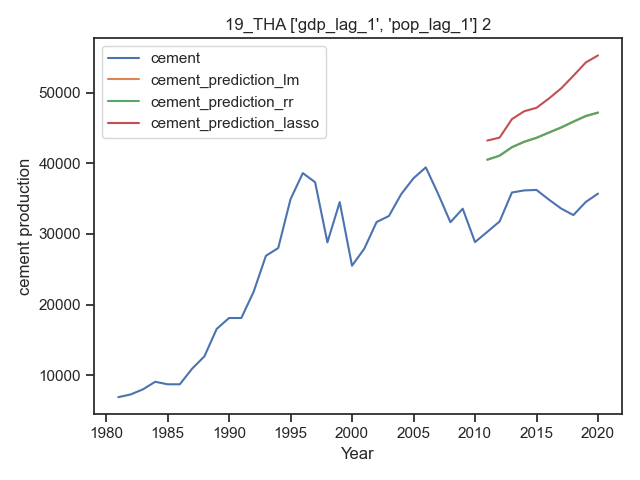 19_THA ['gdp_lag_1', 'pop_lag_1'] 2
cement
cement_prediction_lm
cement_prediction_rr
cement_prediction_lasso
cement production
50000
40000
30000
20000
10000
1980 1985 1990 1995 2000 2005 2010 2015 2020
Year